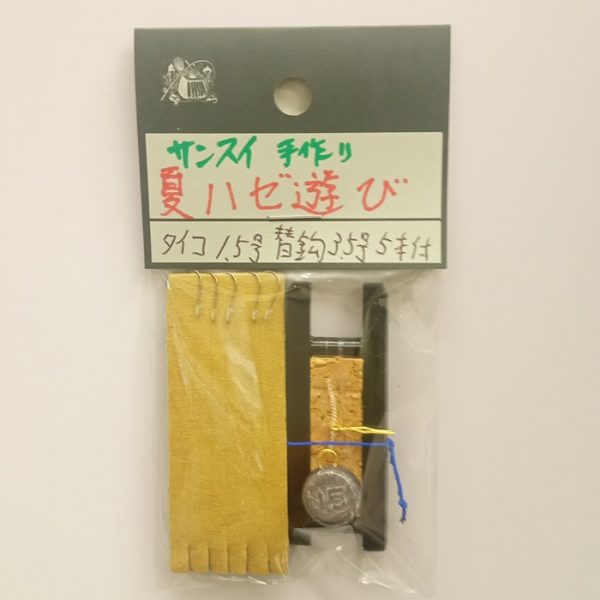 サンスイ 手作り
夏ハゼ遊び
タイコ 1.5号 替鈎3.5号 5本付
15